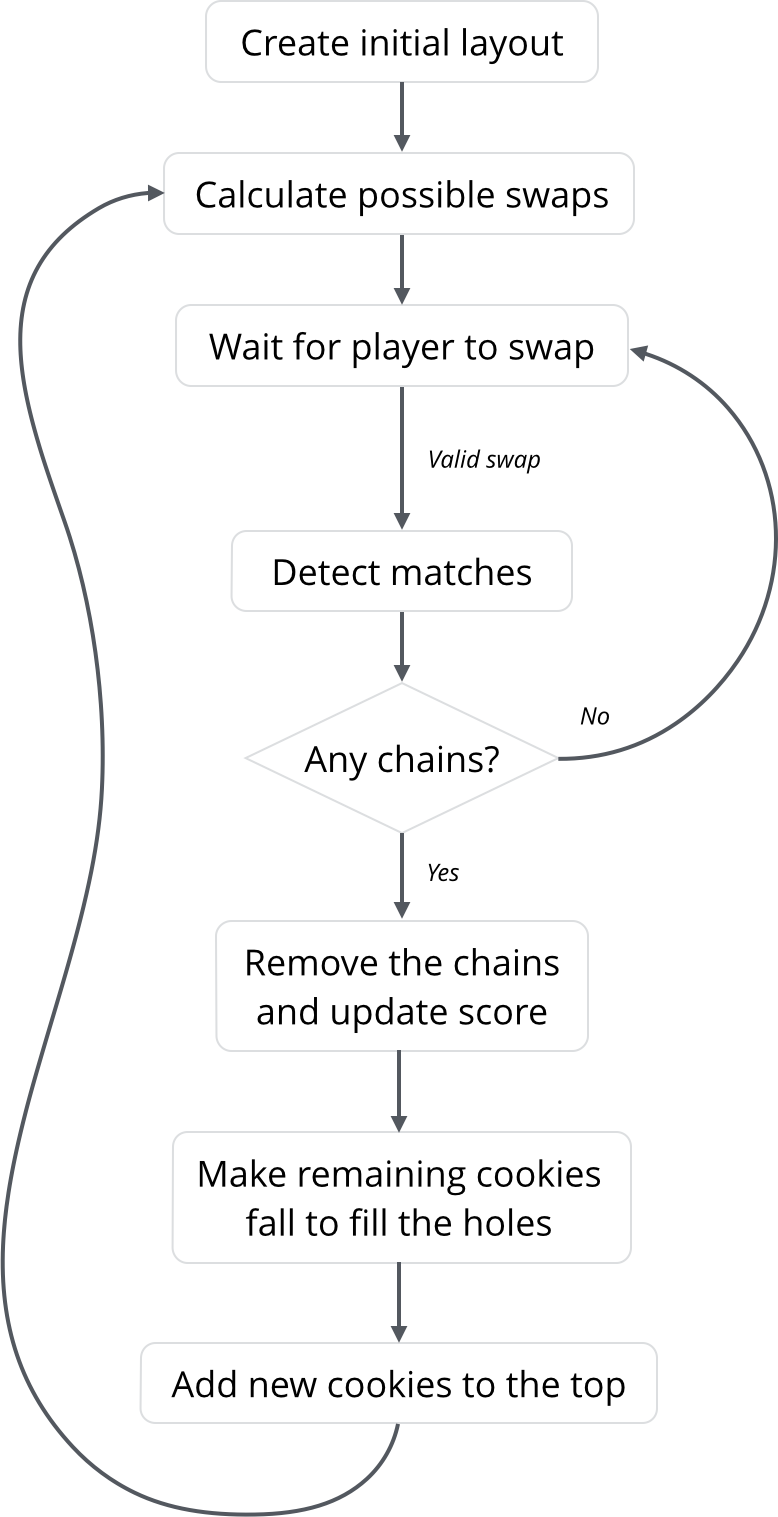 Create initial layout
Calculate possible swaps
Wait for player to swap
Valid swap
Detect matches
No
Any chains?
Yes
Remove the chains
and update score
Make remaining cookies
fall to fill the holes
Add new cookies to the top